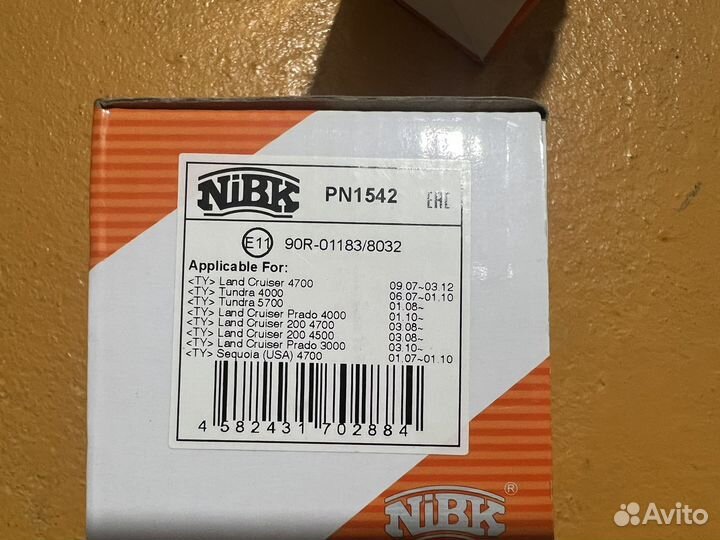 NiBK PN1542 EAC
E11 90R-01183/8032
Applicable For:
<TY> Land Cruiser 4700 09.07~03.12
<TY> Tundra 4000 06.07~01.10
<TY> Tundra 5700 01.08~
<TY> Land Cruiser Prado 4000 01.10~
<TY> Land Cruiser 200 4700 03.08~
<TY> Land Cruiser 200 4500 03.08~
<TY> Land Cruiser Prado 3000 03.10~
<TY> Sequoia (USA) 4700 01.07~01.10
4 582431 702884
NiBK®
Avito